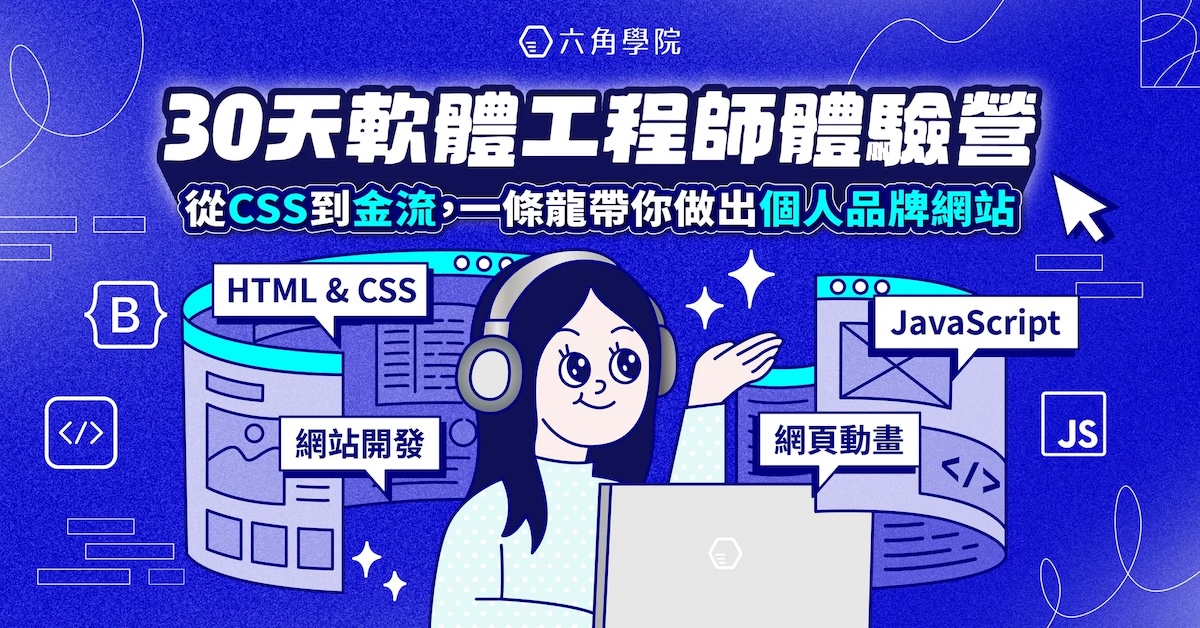 六角學院
30天軟體工程師體驗營
從CSS到金流，一條龍帶你做出個人品牌網站
HTML & CSS
JavaScript
B
</>
網站開發
網頁動畫
</>
JS